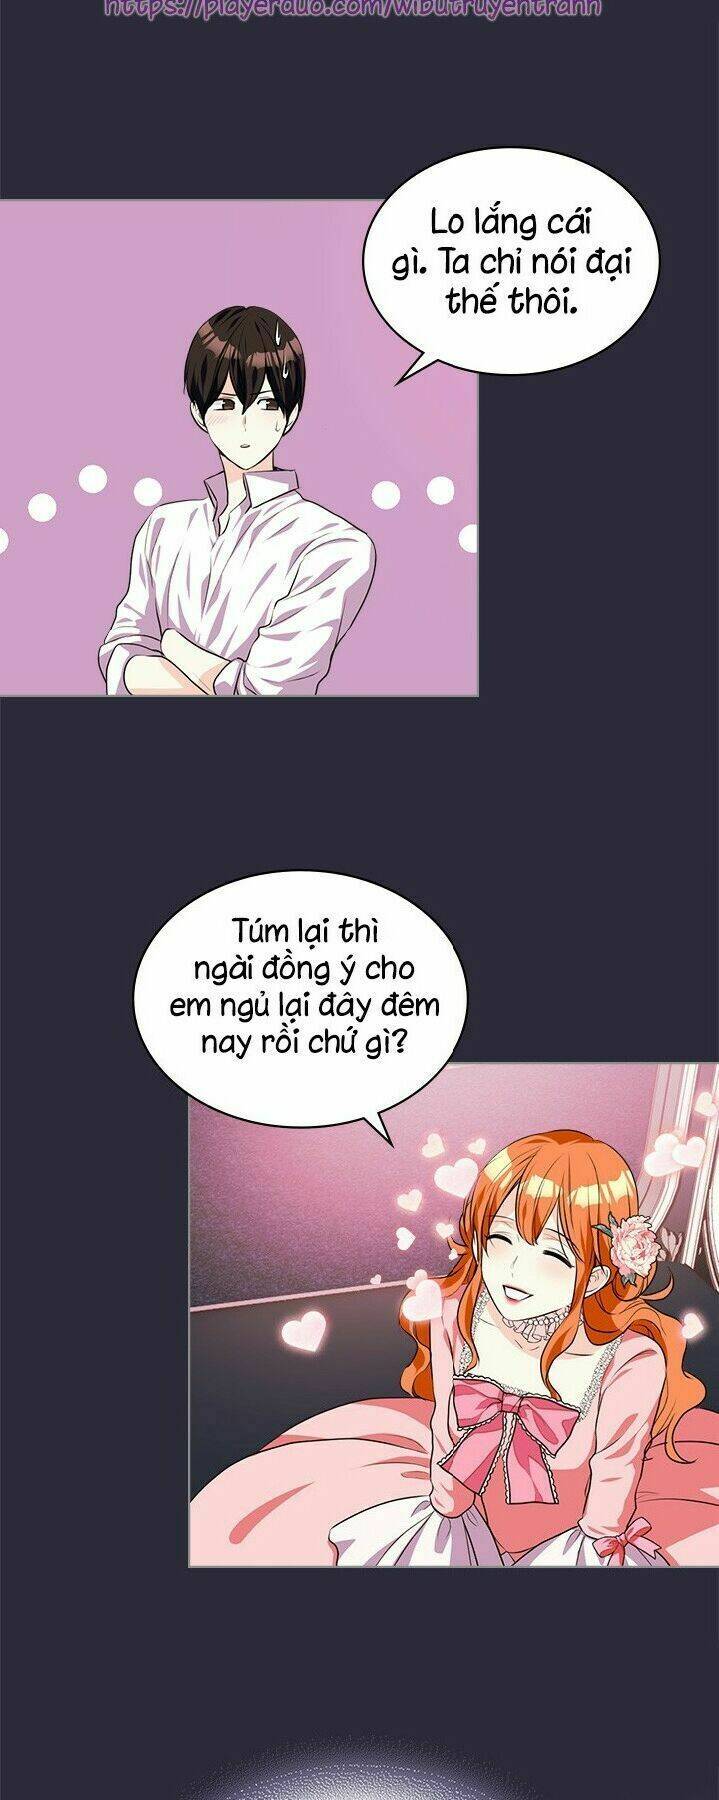 https://playerduo.com/wibutruyentranh
Lo lắng cái
gì. Ta chỉ nói đại
thế thôi.
Túm lại thì
ngài đồng ý cho
em ngủ lại đây đêm
nay rồi chứ gì?